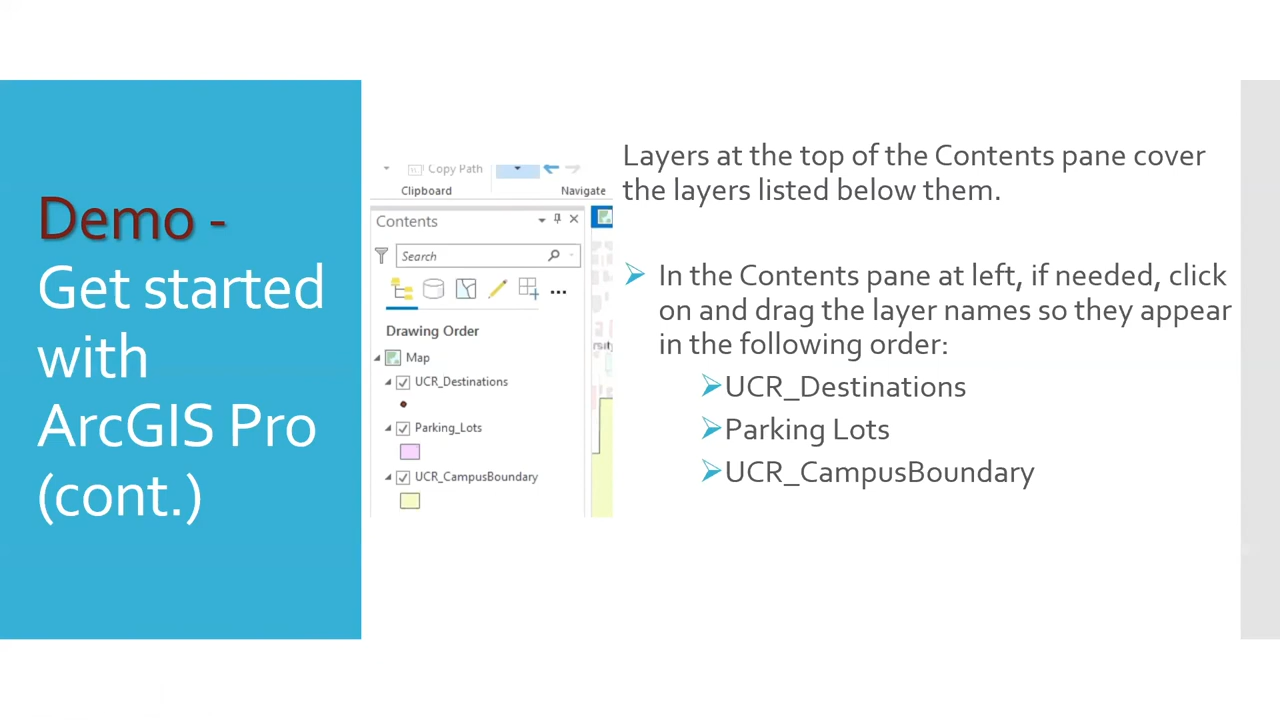 Demo -
Get started
with
ArcGIS Pro
(cont.)
Copy Path
Clipboard
Navigate
Contents
Search
Drawing Order
Map
UCR_Destinations
Parking_Lots
UCR_CampusBoundary
Layers at the top of the Contents pane cover
the layers listed below them.
In the Contents pane at left, if needed, click
on and drag the layer names so they appear
in the following order:
UCR_Destinations
Parking Lots
UCR_CampusBoundary